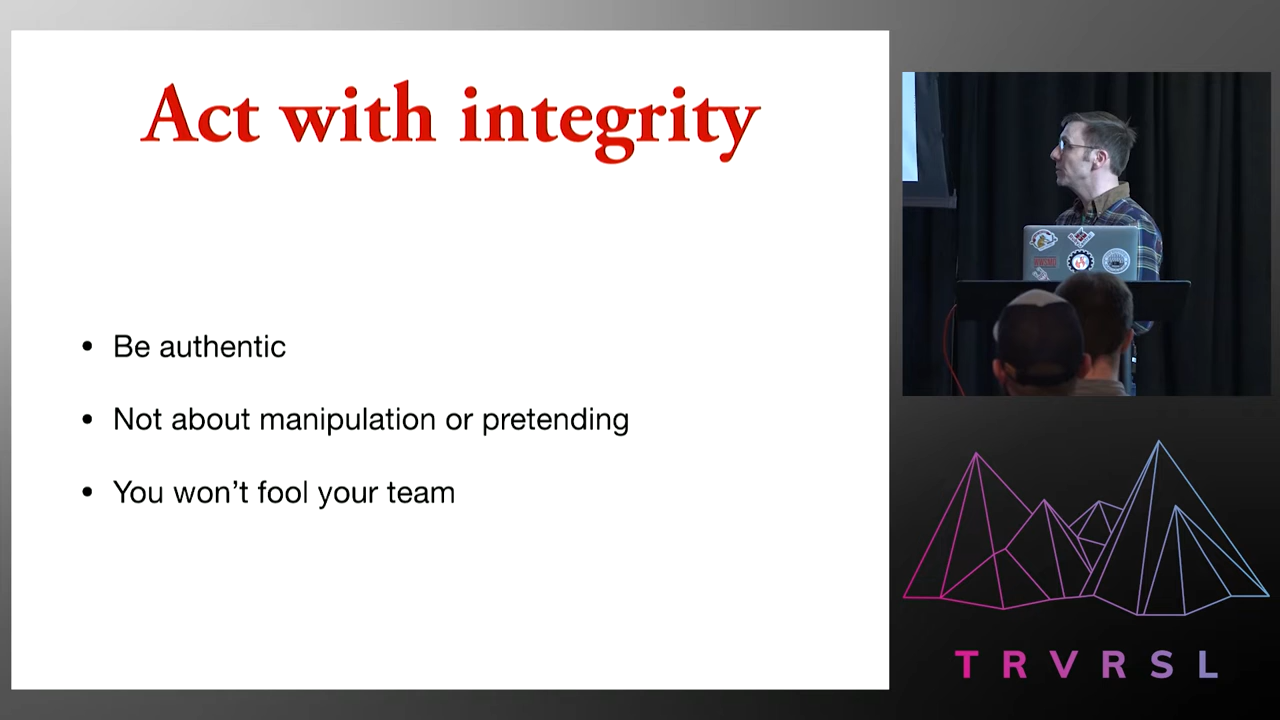 Act with integrity
• Be authentic
• Not about manipulation or pretending
• You won’t fool your team
T R V R S L